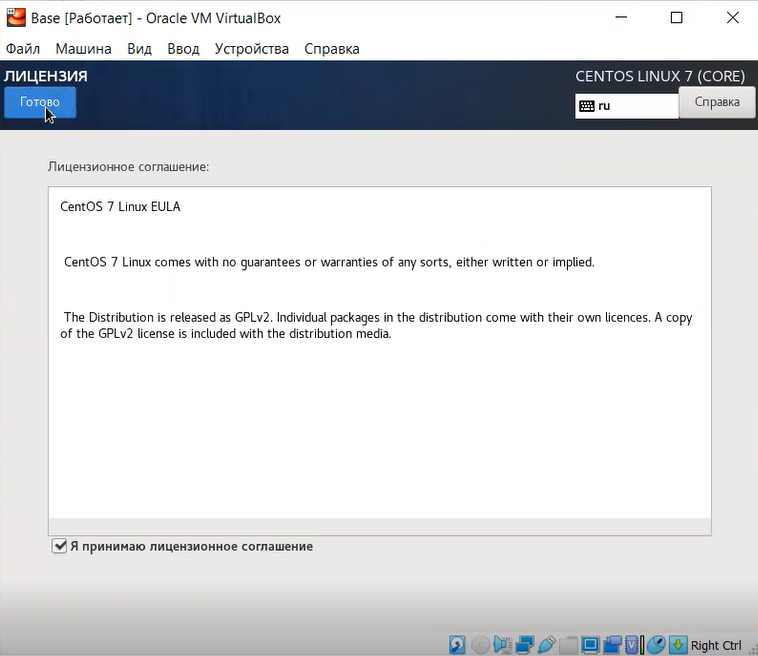 Base [Работает] - Oracle VM VirtualBox
Файл Машина Вид Ввод Устройства Справка
ЛИЦЕНЗИЯ
CENTOS LINUX 7 (CORE)
Готово
ru
Справка
Лицензионное соглашение:
CentOS 7 Linux EULA
CentOS 7 Linux comes with no guarantees or warranties of any sorts, either written or implied.
The Distribution is released as GPLv2. Individual packages in the distribution come with their own licences. A copy
of the GPLv2 license is included with the distribution media.
Я принимаю лицензионное соглашение
Right Ctrl